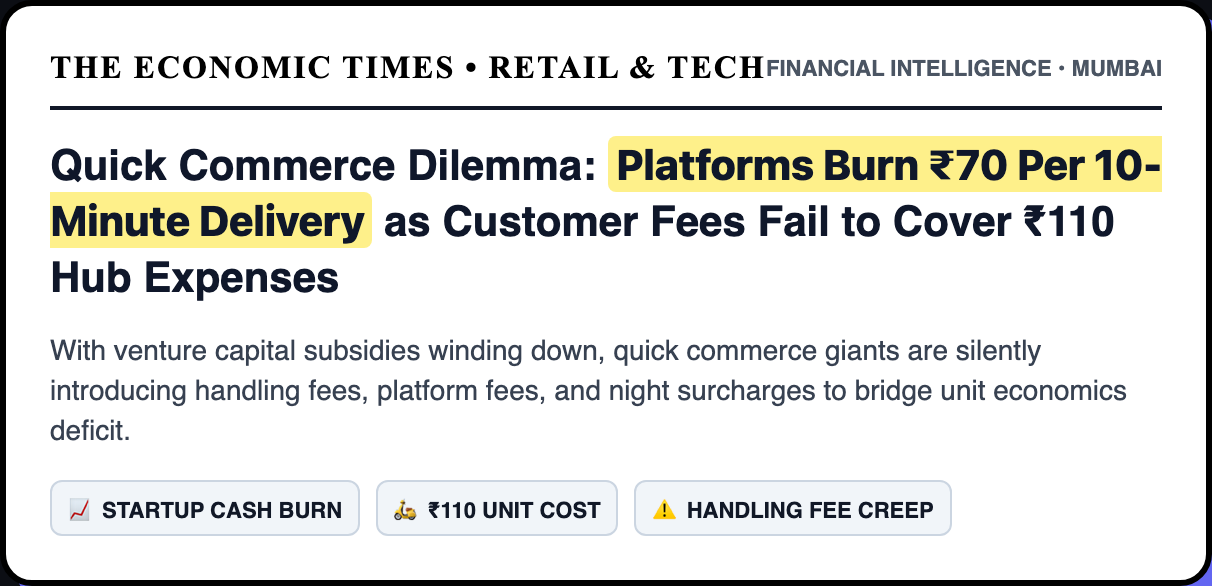 THE ECONOMIC TIMES • RETAIL & TECH FINANCIAL INTELLIGENCE • MUMBAI
Quick Commerce Dilemma: Platforms Burn ₹70 Per 10-
Minute Delivery as Customer Fees Fail to Cover ₹110
Hub Expenses
With venture capital subsidies winding down, quick commerce giants are silently
introducing handling fees, platform fees, and night surcharges to bridge unit economics
deficit.
STARTUP CASH BURN ₹110 UNIT COST HANDLING FEE CREEP